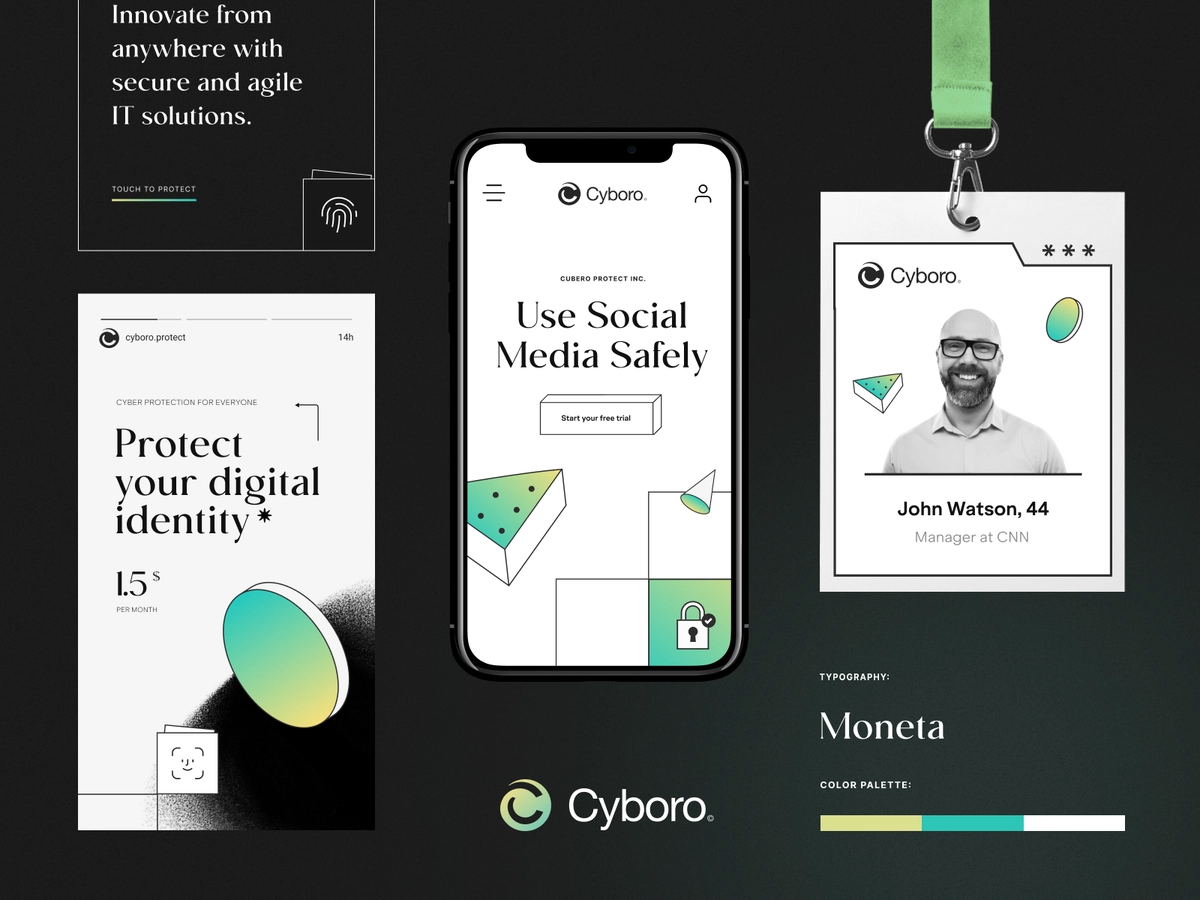 Innovate from
anywhere with
secure and agile
IT solutions.
TOUCH TO PROTECT
cyboro.protect
14h
CYBER PROTECTION FOR EVERYONE
Protect
your digital
identity*
1.5 $
PER MONTH
Cyboro
CUBERO PROTECT INC.
Use Social
Media Safely
Start your free trial
Cyboro©
***
Cyboro
John Watson, 44
Manager at CNN
TYPOGRAPHY:
Moneta
COLOR PALETTE: